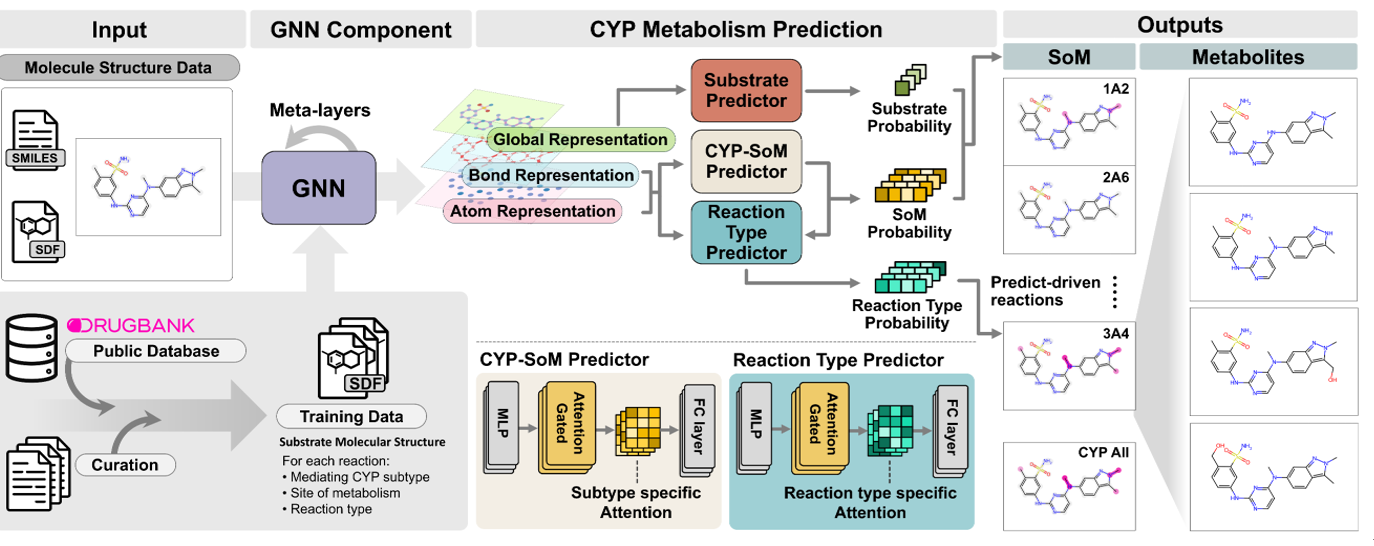 Input
GNN Component
CYP Metabolism Prediction
Outputs
Molecule Structure Data
SMILES
SDF
Meta-layers
GNN
Global Representation
Bond Representation
Atom Representation
Substrate
Predictor
CYP-SoM
Predictor
Reaction
Type
Predictor
Substrate
Probability
SoM
Probability
Reaction Type
Probability
SoM
Metabolites
1A2
2A6
Predict-driven
reactions
3A4
CYP All
DRUGBANK
Public Database
Curation
SDF
Training Data
Substrate Molecular Structure
For each reaction:
• Mediating CYP subtype
• Site of metabolism
• Reaction type
CYP-SoM Predictor
MLP
Attention
Gated
FC layer
Subtype specific
Attention
Reaction Type Predictor
MLP
Attention
Gated
FC layer
Reaction type specific
Attention